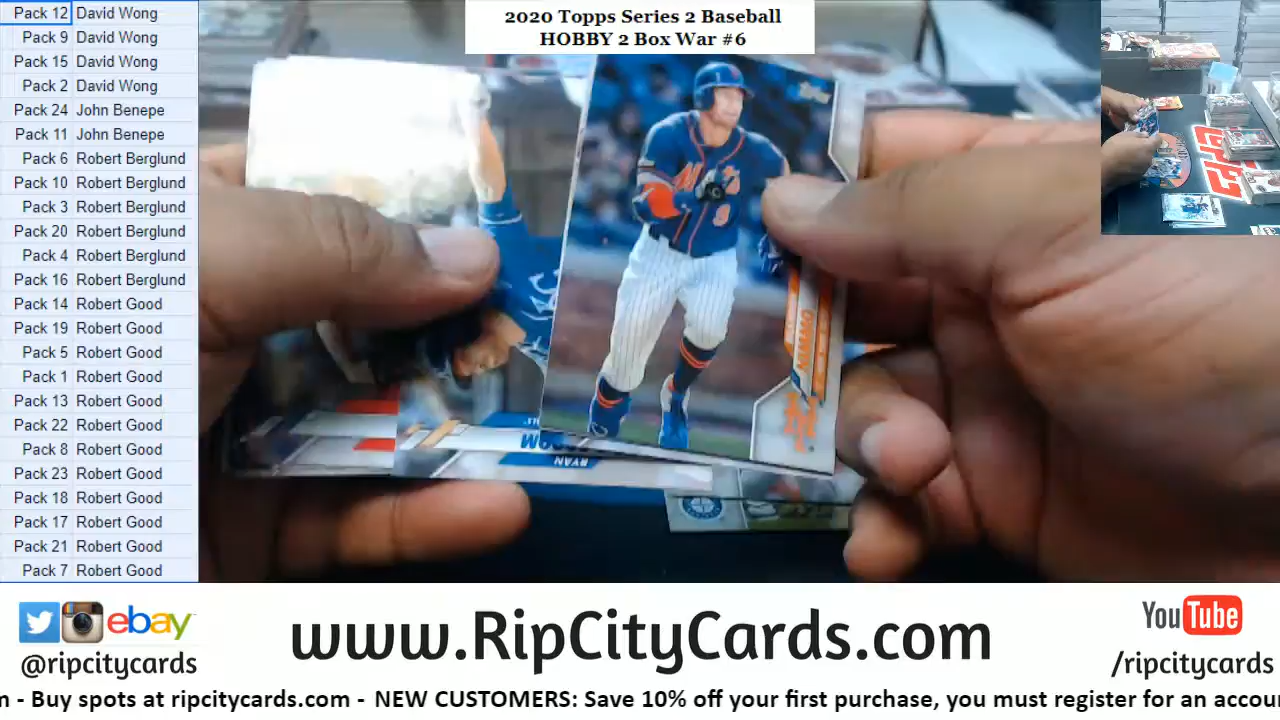 Pack 12 David Wong
Pack 9 David Wong
Pack 15 David Wong
Pack 2 David Wong
Pack 24 John Benepe
Pack 11 John Benepe
Pack 6 Robert Berglund
Pack 10 Robert Berglund
Pack 3 Robert Berglund
Pack 20 Robert Berglund
Pack 4 Robert Berglund
Pack 16 Robert Berglund
Pack 14 Robert Good
Pack 19 Robert Good
Pack 5 Robert Good
Pack 1 Robert Good
Pack 13 Robert Good
Pack 22 Robert Good
Pack 8 Robert Good
Pack 23 Robert Good
Pack 18 Robert Good
Pack 17 Robert Good
Pack 21 Robert Good
Pack 7 Robert Good
2020 Topps Series 2 Baseball
HOBBY 2 Box War #6
topps
RYAN
ebay
@ripcitycards
www.RipCityCards.com
YouTube
/ripcitycards
m - Buy spots at ripcitycards.com - NEW CUSTOMERS: Save 10% off your first purchase, you must register for an accou